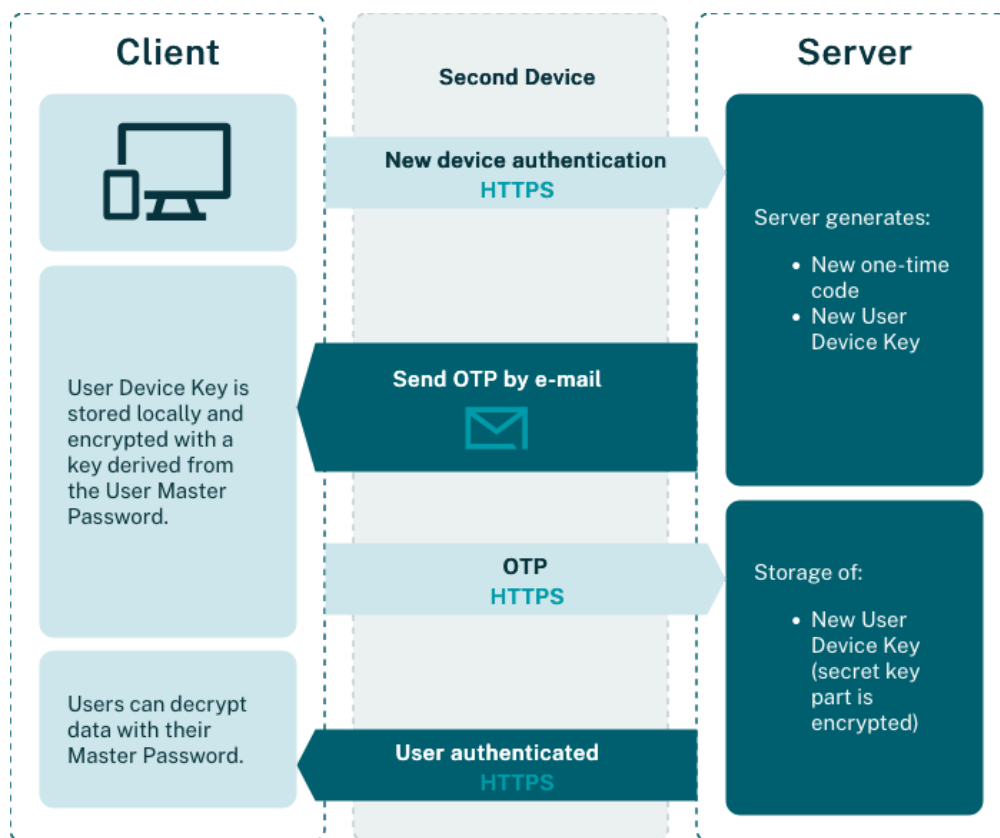 Client
Second Device
Server
New device authentication
HTTPS
Server generates:
• New one-time
code
• New User
Device Key
Send OTP by e-mail
User Device Key is
stored locally and
encrypted with a
key derived from
the User Master
Password.
OTP
HTTPS
Storage of:
• New User
Device Key
(secret key
part is
encrypted)
Users can decrypt
data with their
Master Password.
User authenticated
HTTPS